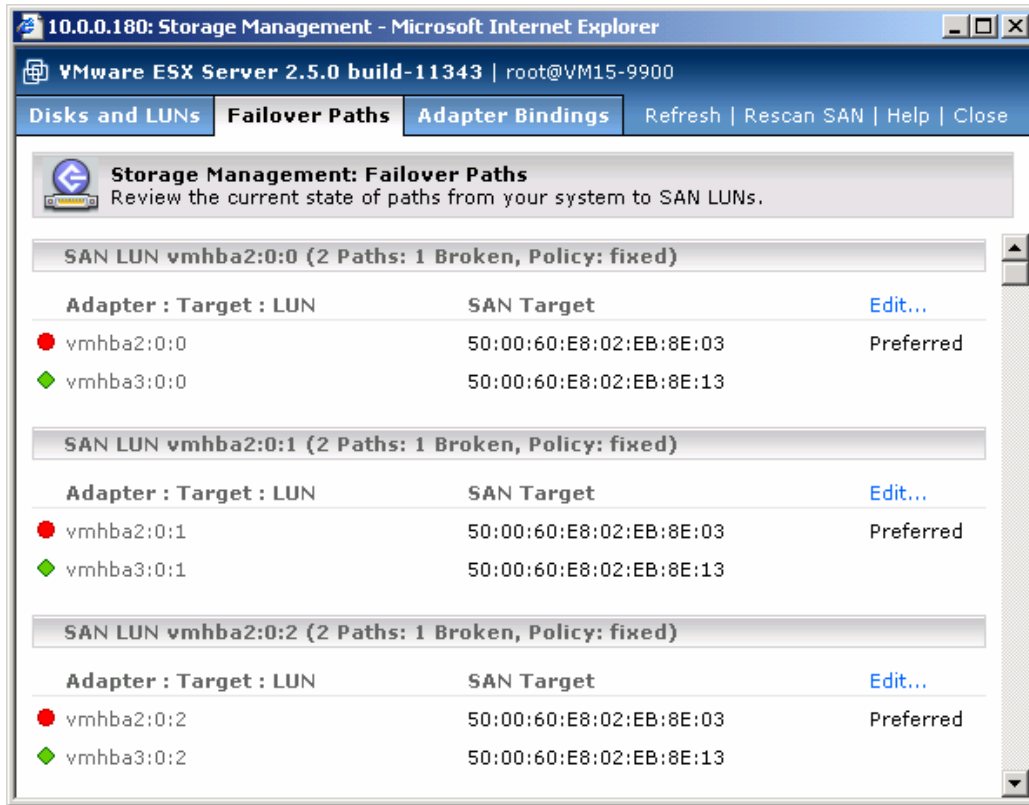 10.0.0.180: Storage Management - Microsoft Internet Explorer
VMware ESX Server 2.5.0 build-11343 | root@VM15-9900
Disks and LUNs Failover Paths Adapter Bindings Refresh | Rescan SAN | Help | Close
Storage Management: Failover Paths
Review the current state of paths from your system to SAN LUNs.
SAN LUN vmhba2:0:0 (2 Paths: 1 Broken, Policy: fixed)
Adapter : Target : LUN SAN Target Edit...
vmhba2:0:0 50:00:60:E8:02:EB:8E:03 Preferred
vmhba3:0:0 50:00:60:E8:02:EB:8E:13
SAN LUN vmhba2:0:1 (2 Paths: 1 Broken, Policy: fixed)
Adapter : Target : LUN SAN Target Edit...
vmhba2:0:1 50:00:60:E8:02:EB:8E:03 Preferred
vmhba3:0:1 50:00:60:E8:02:EB:8E:13
SAN LUN vmhba2:0:2 (2 Paths: 1 Broken, Policy: fixed)
Adapter : Target : LUN SAN Target Edit...
vmhba2:0:2 50:00:60:E8:02:EB:8E:03 Preferred
vmhba3:0:2 50:00:60:E8:02:EB:8E:13